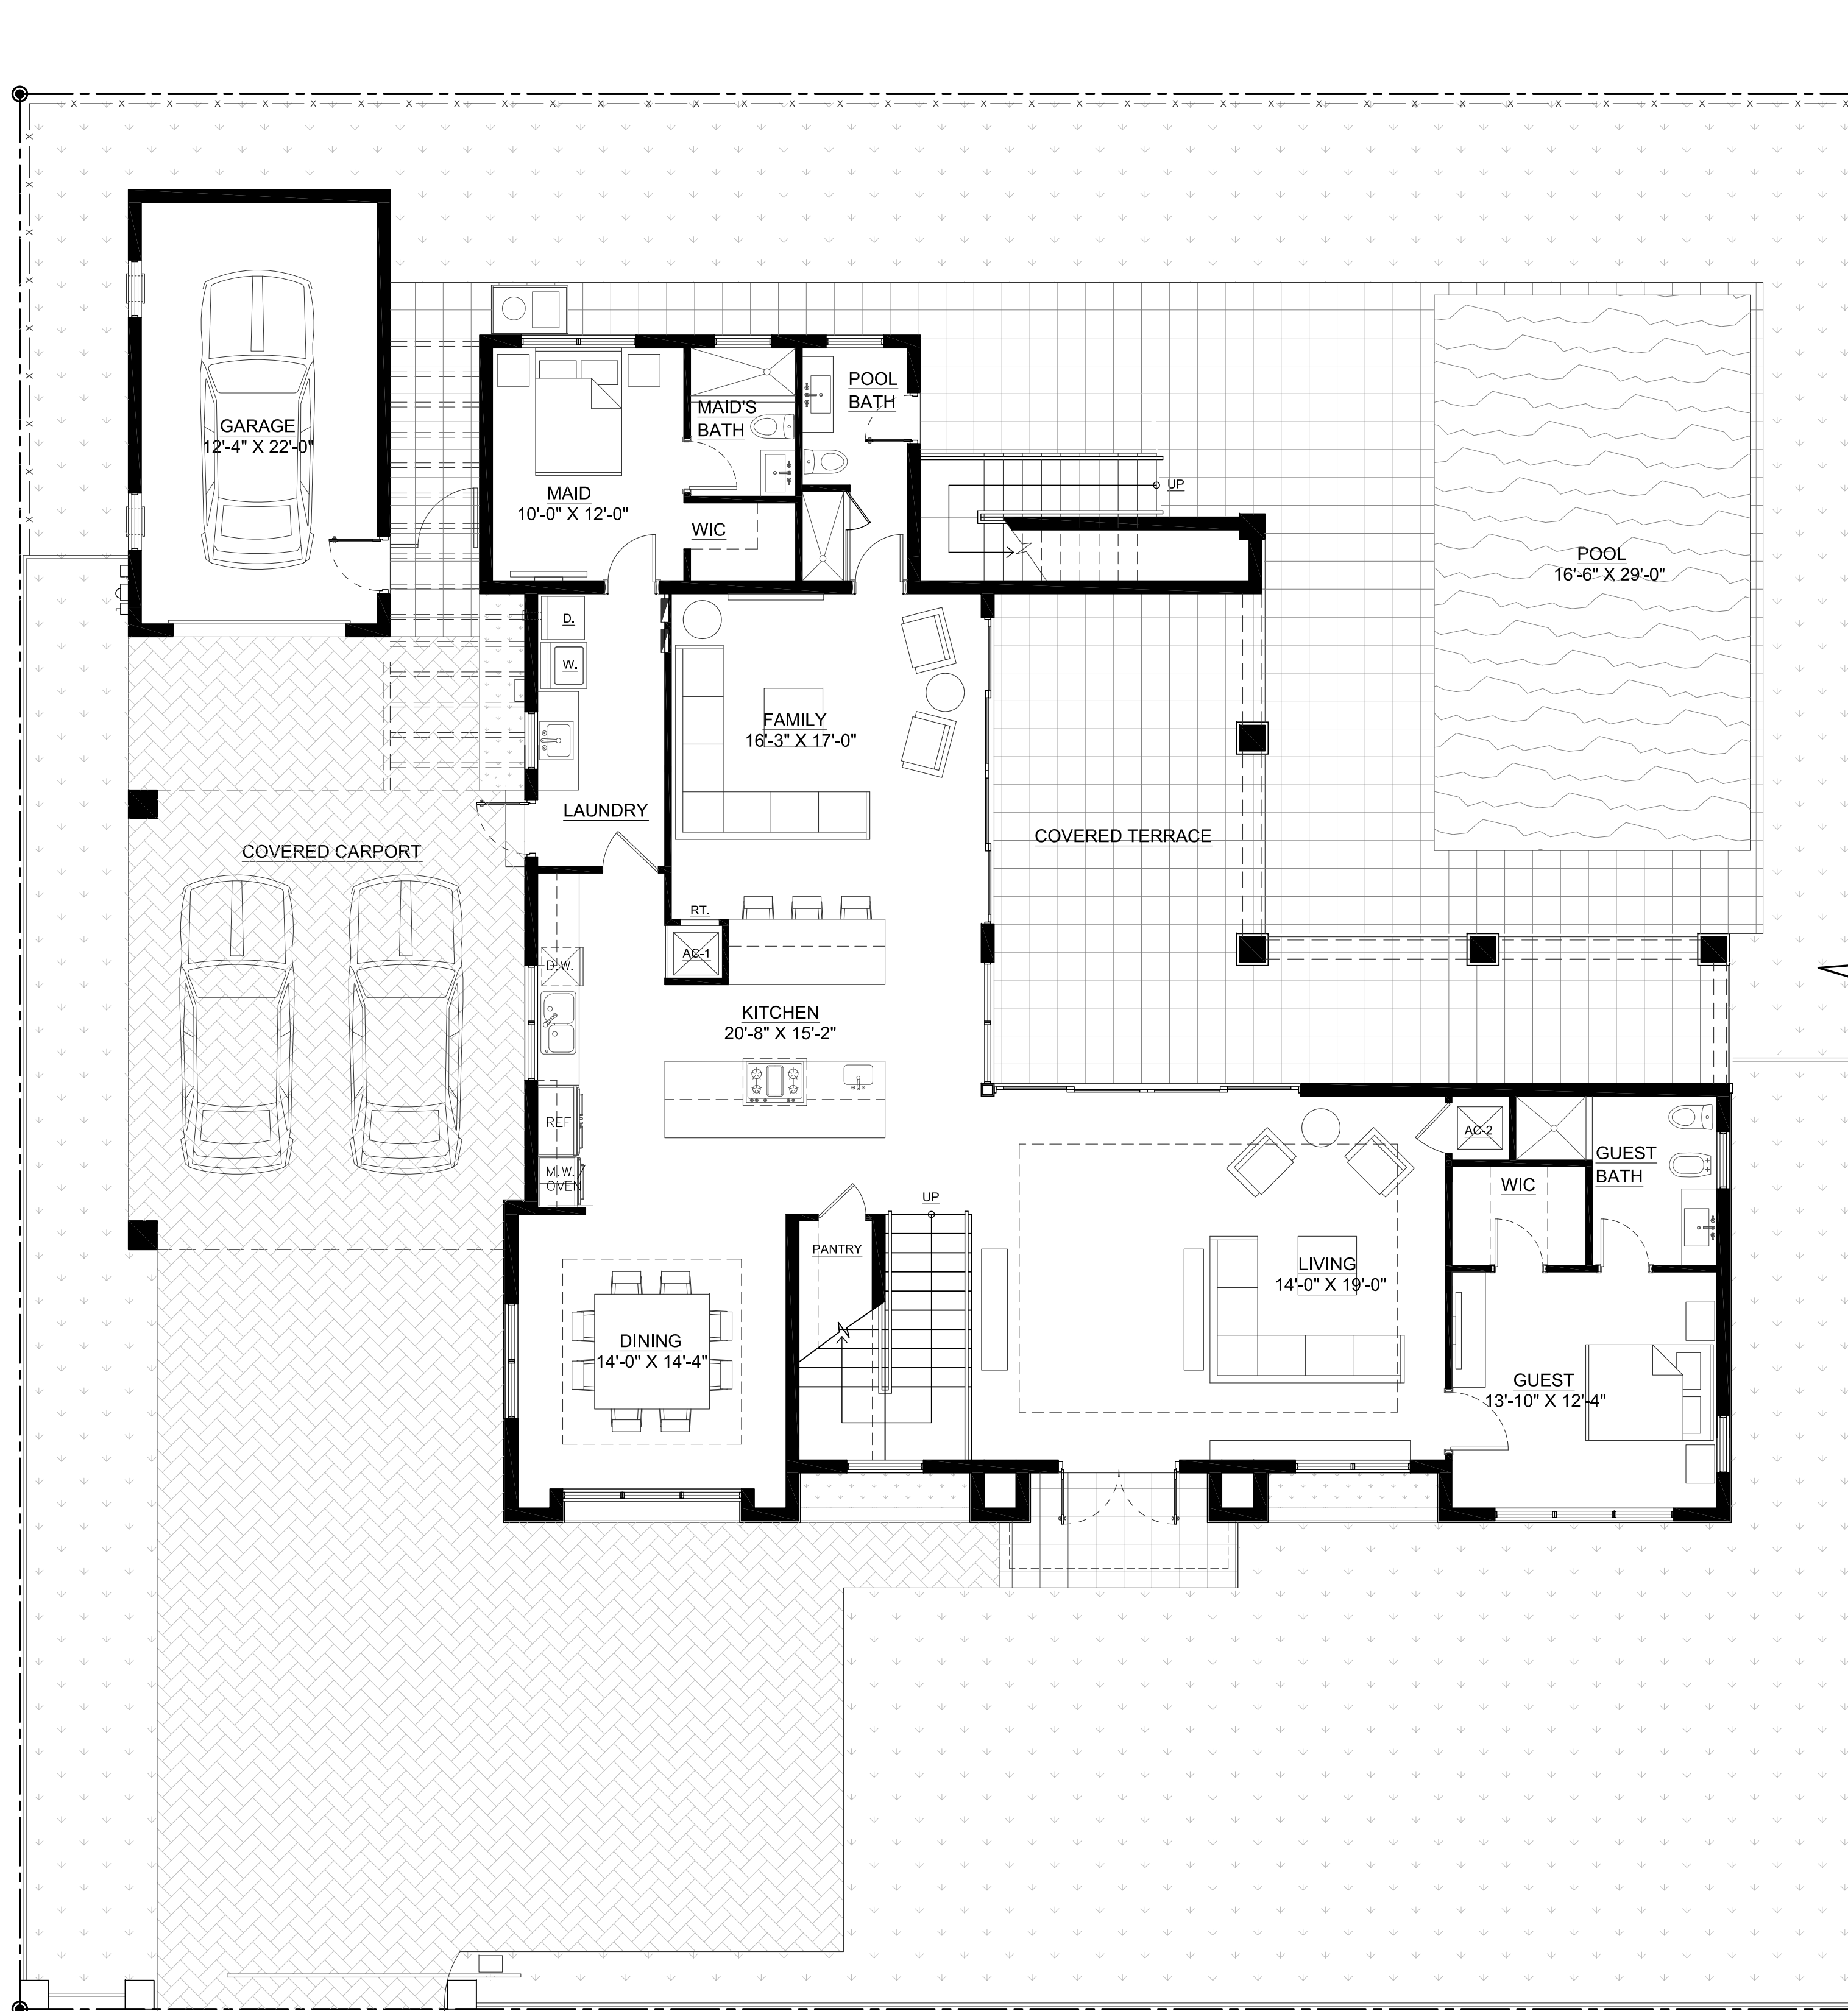 GARAGE
12'-4" X 22'-0"
MAID
10'-0" X 12'-0"
MAID'S
BATH
WIC
POOL
BATH
UP
POOL
16'-6" X 29'-0"
D.
W.
LAUNDRY
FAMILY
16'-3" X 17'-0"
COVERED TERRACE
COVERED CARPORT
RT.
AC-1
D.W.
KITCHEN
20'-8" X 15'-2"
REF
M.W.
OVEN
PANTRY
UP
DINING
14'-0" X 14'-4"
LIVING
14'-0" X 19'-0"
AC-2
WIC
GUEST
BATH
GUEST
13'-10" X 12'-4"